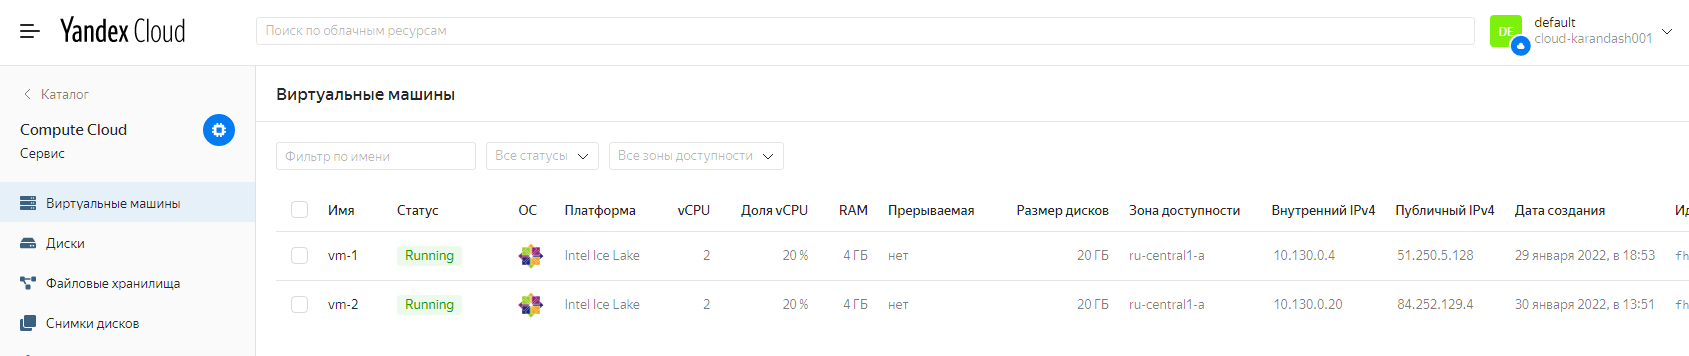 Yandex Cloud
Поиск по облачным ресурсам
DE
default
cloud-karandash001
Каталог
Compute Cloud
Сервис
Виртуальные машины
Диски
Файловые хранилища
Снимки дисков
Виртуальные машины
Фильтр по имени Все статусы Все зоны доступности
Имя Статус ОС Платформа vCPU Доля vCPU RAM Прерываемая Размер дисков Зона доступности Внутренний IPv4 Публичный IPv4 Дата создания Ид
vm-1 Running Intel Ice Lake 2 20 % 4 ГБ нет 20 ГБ ru-central1-a 10.130.0.4 51.250.5.128 29 января 2022, в 18:53 fh
vm-2 Running Intel Ice Lake 2 20 % 4 ГБ нет 20 ГБ ru-central1-a 10.130.0.20 84.252.129.4 30 января 2022, в 13:51 fh